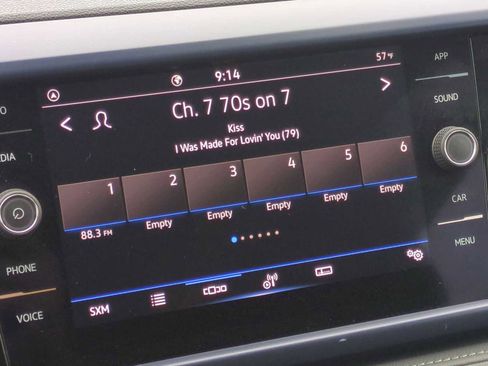 57 °F
9:14
APP
Ch. 7 70s on 7
SOUND
Kiss
I Was Made For Lovin' You (79)
1
2
3
4
5
6
88.3 FM
Empty
Empty
Empty
Empty
Empty
CAR
PHONE
MENU
VOICE
SXM